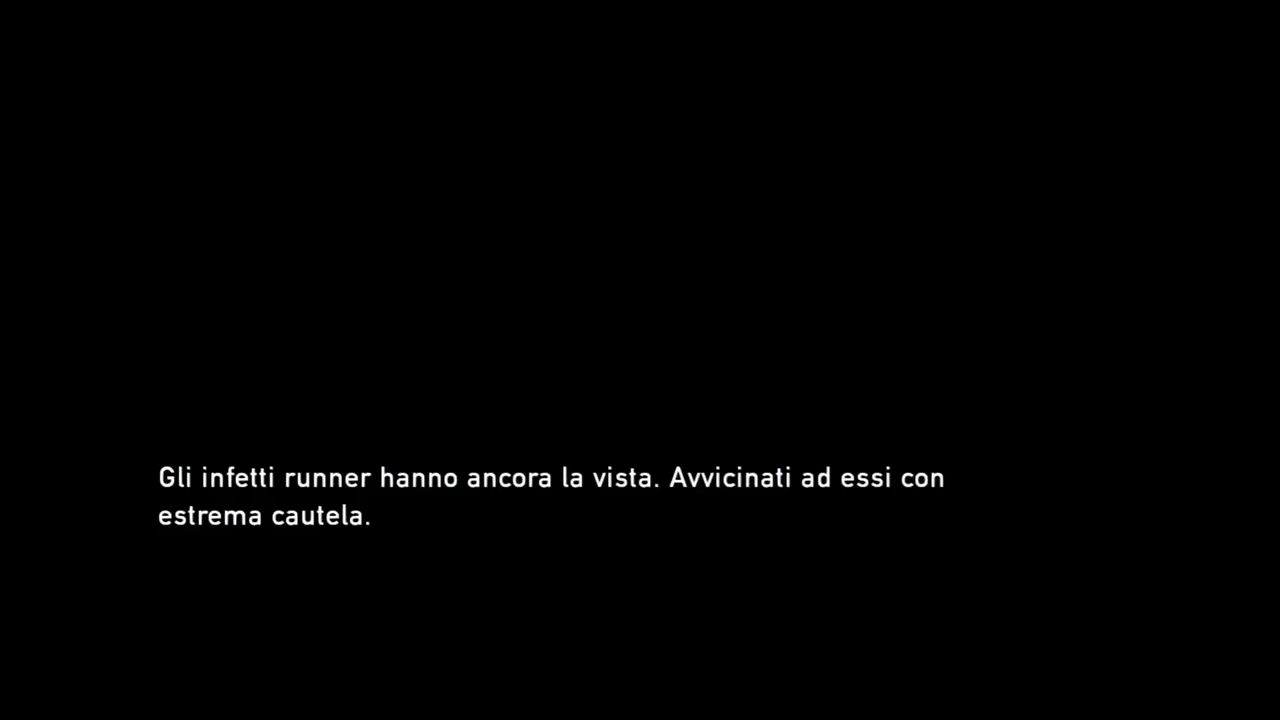 Gli infetti runner hanno ancora la vista. Avvicinati ad essi con
estrema cautela.